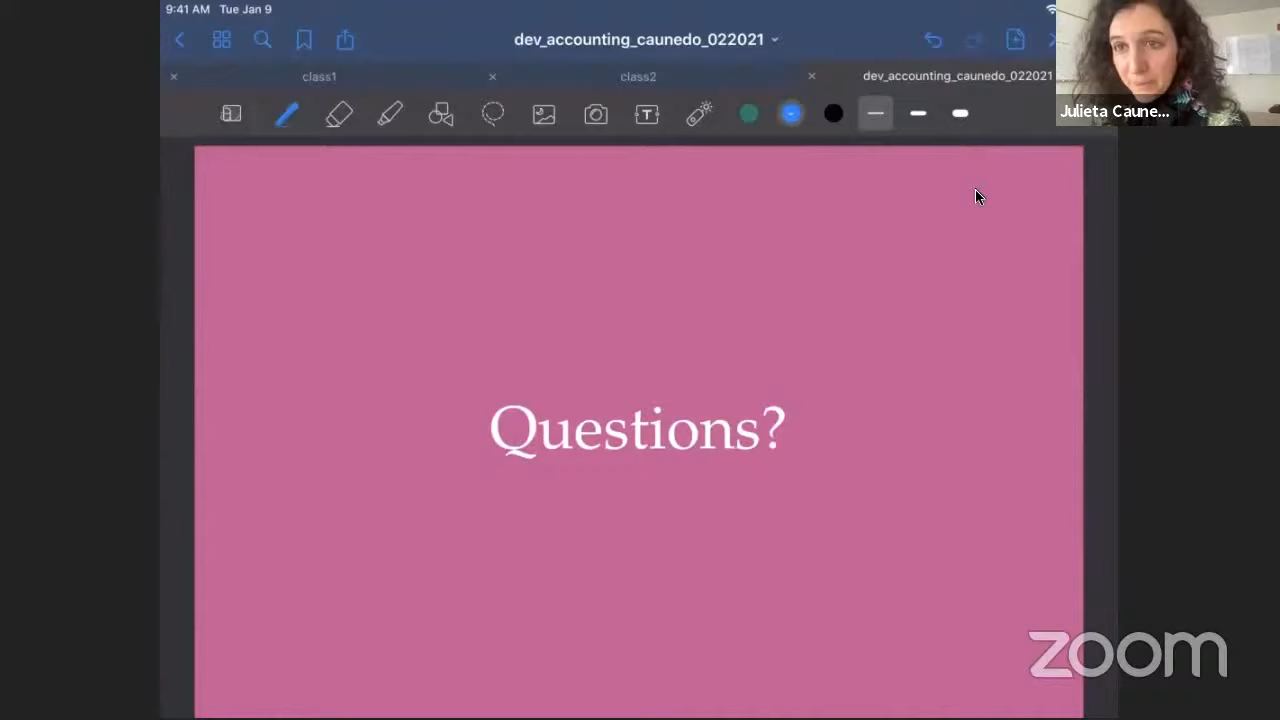 9:41 AM Tue Jan 9
dev_accounting_caunedo_022021
class1
class2
dev_accounting_caunedo_022021
T
Julieta Caune...
Questions?
zoom